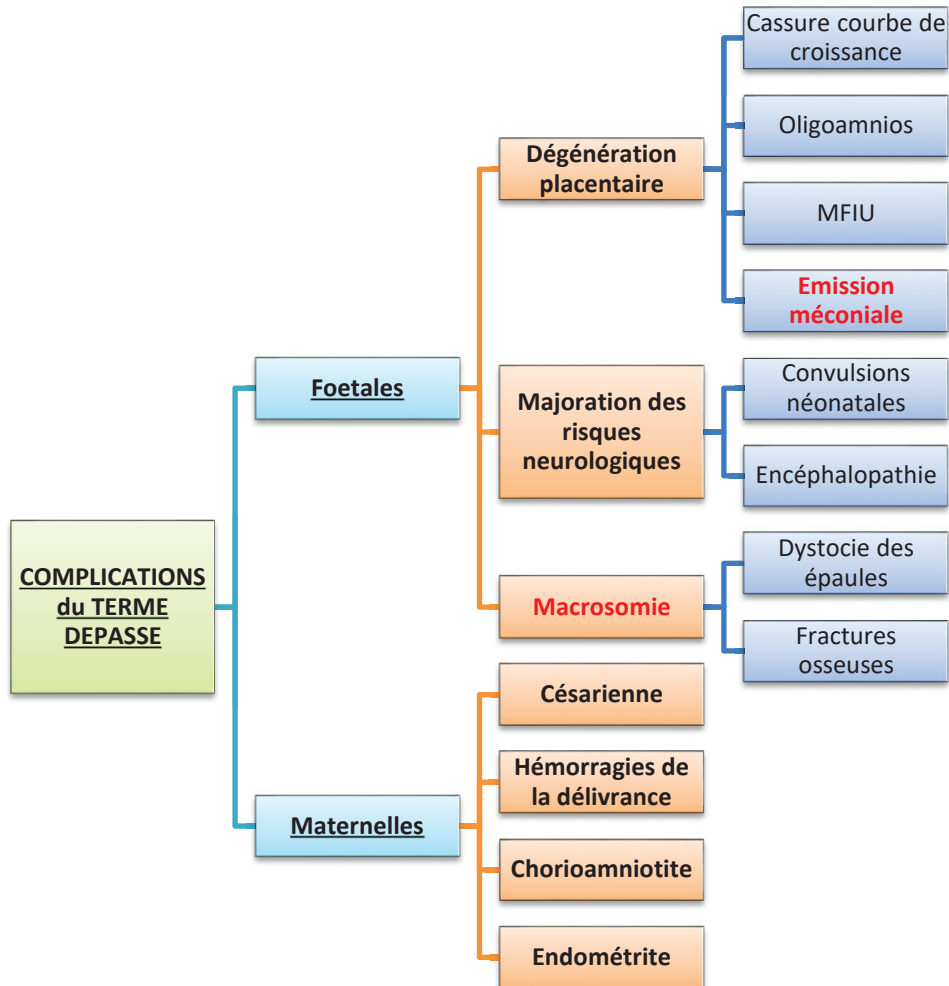 COMPLICATIONS
du TERME
DEPASSE
Foetales
Dégénération
placentaire
Cassure courbe de
croissance
Oligoamnios
MFIU
Emission
méconiale
Majoration des
risques
neurologiques
Convulsions
néonatales
Encéphalopathie
Macrosomie
Dystocie des
épaules
Fractures
osseuses
Maternelles
Césarienne
Hémorragies de
la délivrance
Chorioamniotite
Endométrite